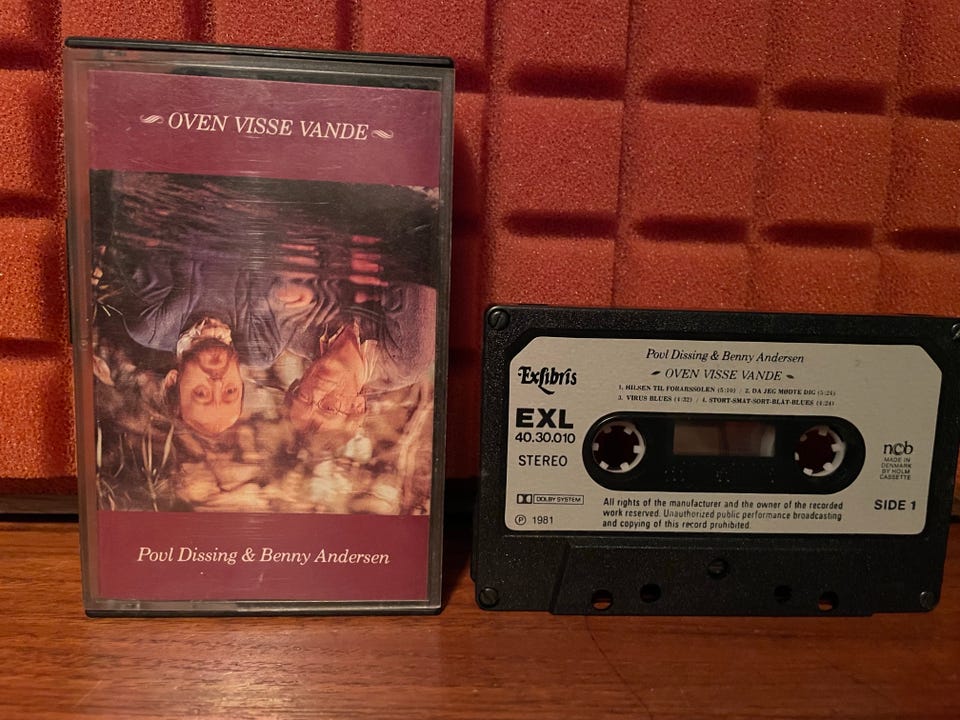 OVEN VISSE VANDE
Povl Dissing & Benny Andersen
Povl Dissing & Benny Andersen
OVEN VISSE VANDE
1. HILSEN TIL FORÅRSSOLEN (5:10) / 2. DA JEG MØDTE DIG (5:24)
3. VIRUS BLUES (4:32) / 4. STORT-SMÅT-SORT-BLÅT-BLUES (4:24)
Exlibris
EXL
40.30.010
STEREO
DOLBY SYSTEM
℗ 1981
All rights of the manufacturer and the owner of the recorded
work reserved. Unauthorized public performance broadcasting
and copying of this record prohibited.
ncb
MADE IN
DENMARK
BY HOLM
CASSETTE
SIDE 1